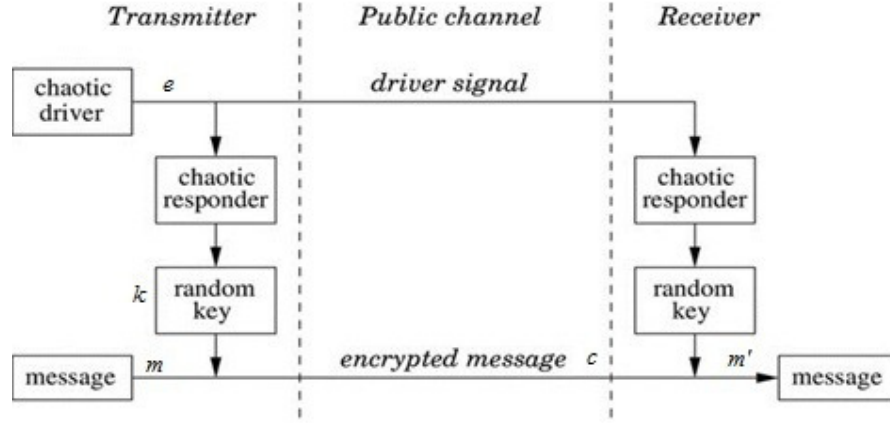 Transmitter
Public channel
Receiver
chaotic
driver
e
driver signal
chaotic
responder
chaotic
responder
k
random
key
random
key
message
m
encrypted message
c
m'
message